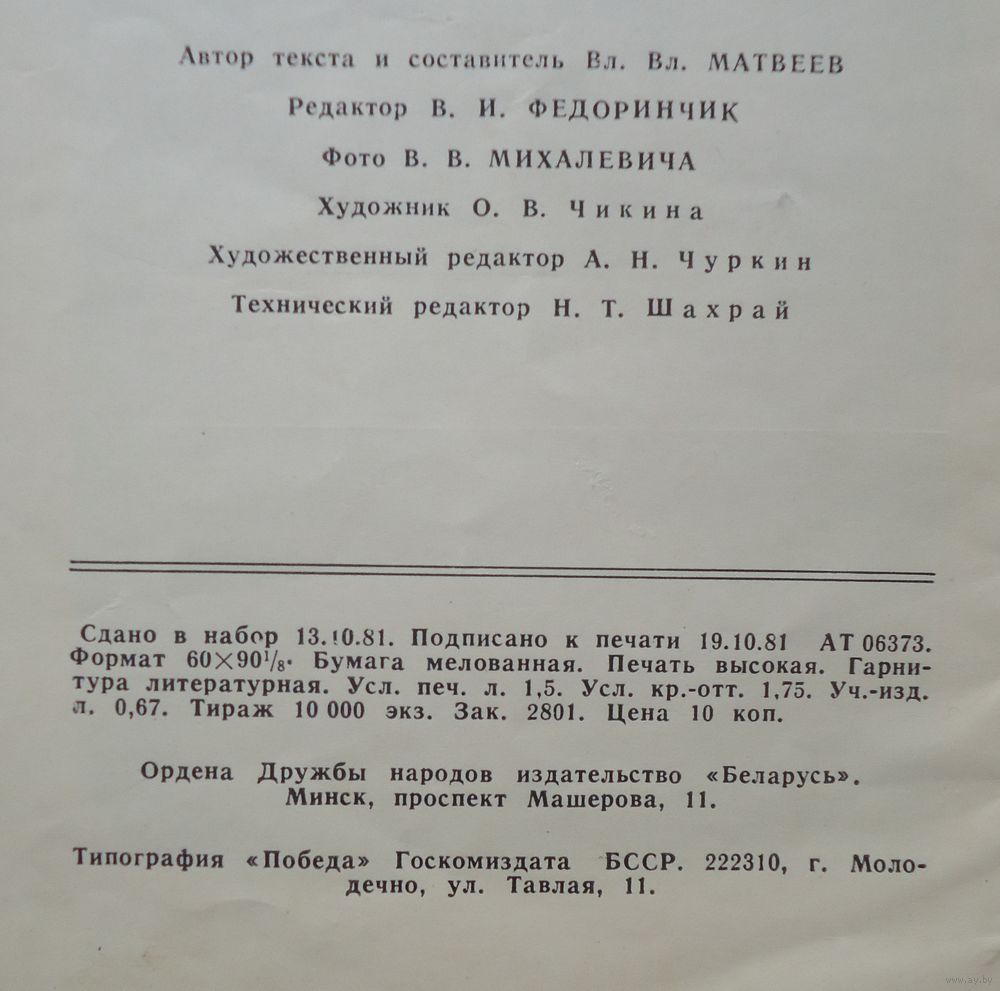 Автор текста и составитель Вл. Вл. МАТВЕЕВ
Редактор В. И. ФЕДОРИНЧИК
Фото В. В. МИХАЛЕВИЧА
Художник О. В. Чикина
Художественный редактор А. Н. Чуркин
Технический редактор Н. Т. Шахрай
Сдано в набор 13.10.81. Подписано к печати 19.10.81 АТ 06373.
Формат 60×90¹/₈. Бумага мелованная. Печать высокая. Гарни-
тура литературная. Усл. печ. л. 1,5. Усл. кр.-отт. 1,75. Уч.-изд.
л. 0,67. Тираж 10 000 экз. Зак. 2801. Цена 10 коп.
Ордена Дружбы народов издательство «Беларусь».
Минск, проспект Машерова, 11.
Типография «Победа» Госкомиздата БССР. 222310, г. Моло-
дечно, ул. Тавлая, 11.
www.ay.by